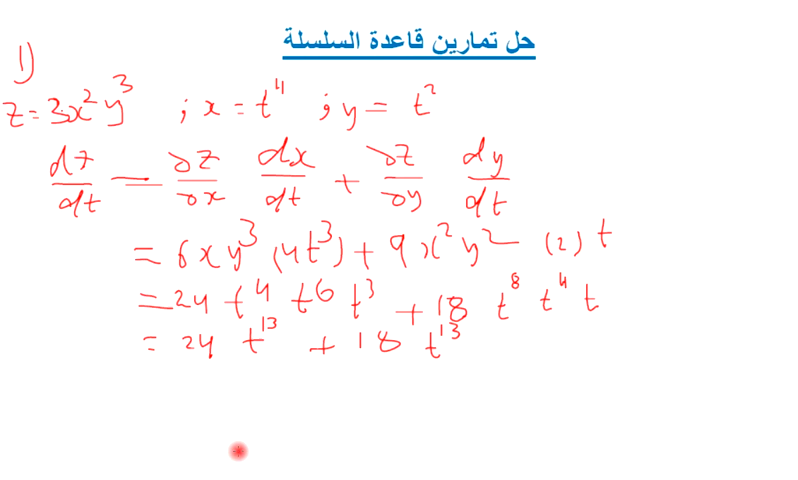 حل تمارين قاعدة السلسلة
1)
z = 3x²y³ ; x = t⁴ ; y = t²
dz/dt = ∂z/∂x dx/dt + ∂z/∂y dy/dt
= 6xy³ (4t³) + 9x²y² (2) t
= 24 t⁴ t⁶ t³ + 18 t⁸ t⁴ t
= 24 t¹³ + 18 t¹³